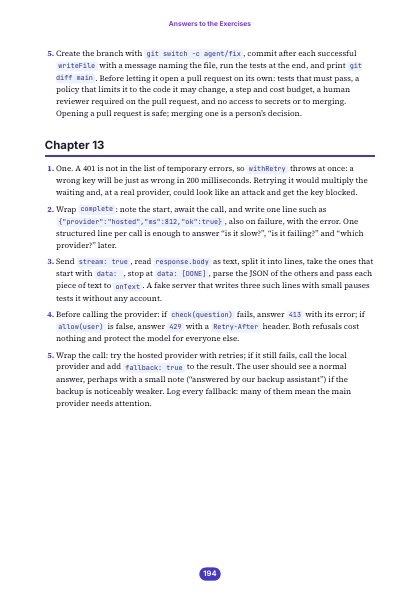 Answers to the Exercises
5. Create the branch with git switch -c agent/fix, commit after each successful
writeFile with a message naming the file, run the tests at the end, and print git
diff main. Before letting it open a pull request on its own: tests that must pass, a
policy that limits it to the code it may change, a step and cost budget, a human
reviewer required on the pull request, and no access to secrets or to merging.
Opening a pull request is safe; merging one is a person's decision.
Chapter 13
1. One. A 401 is not in the list of temporary errors, so withRetry throws at once: a
wrong key will be just as wrong in 200 milliseconds. Retrying it would multiply the
waiting and, at a real provider, could look like an attack and get the key blocked.
2. Wrap complete: note the start, await the call, and write one line such as
{"provider":"hosted","ms":812,"ok":true}, also on failure, with the error. One
structured line per call is enough to answer “is it slow?”, “is it failing?” and “which
provider?” later.
3. Send stream: true, read response.body as text, split it into lines, take the ones that
start with data: , stop at data: [DONE], parse the JSON of the others and pass each
piece of text to onText. A fake server that writes three such lines with small pauses
tests it without any account.
4. Before calling the provider: if check(question) fails, answer 413 with its error; if
allow(user) is false, answer 429 with a Retry-After header. Both refusals cost
nothing and protect the model for everyone else.
5. Wrap the call: try the hosted provider with retries; if it still fails, call the local
provider and add fallback: true to the result. The user should see a normal
answer, perhaps with a small note (“answered by our backup assistant”) if the
backup is noticeably weaker. Log every fallback: many of them mean the main
provider needs attention.
194